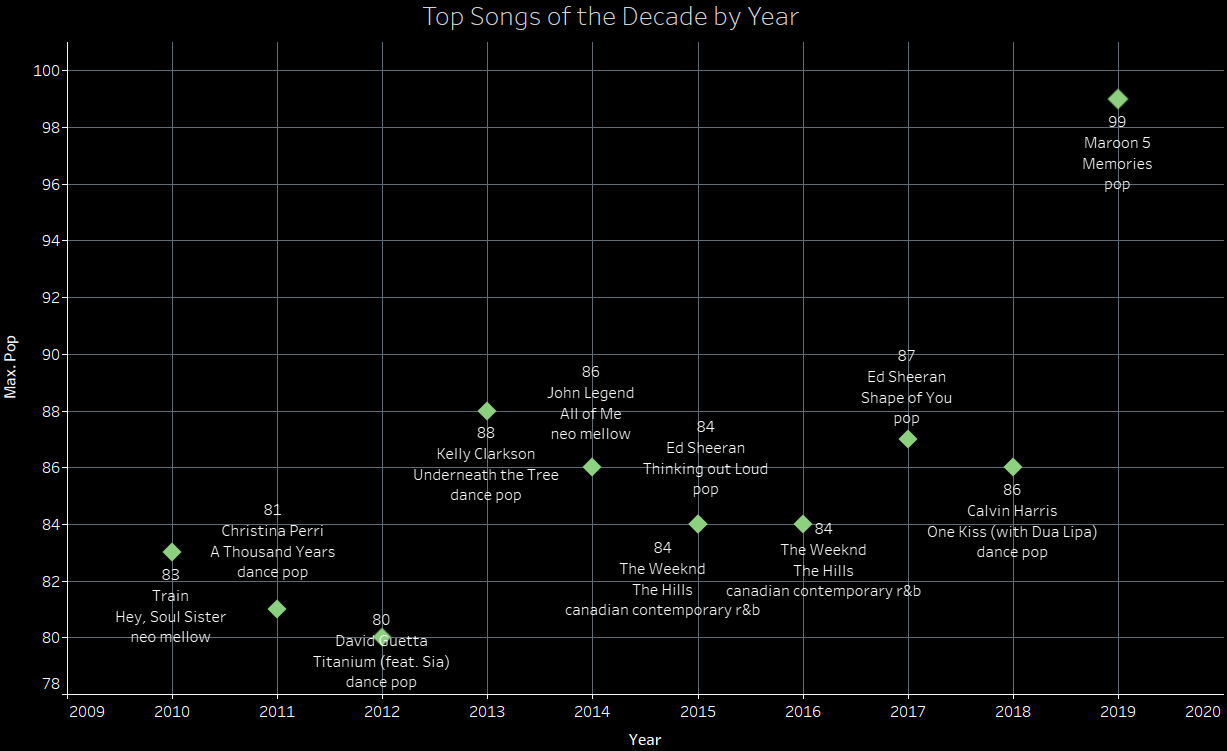 Top Songs of the Decade by Year
Max. Pop
100
98
96
94
92
90
88
86
84
82
80
78
83
Train
Hey, Soul Sister
neo mellow
81
Christina Perri
A Thousand Years
dance pop
80
David Guetta
Titanium (feat. Sia)
dance pop
88
Kelly Clarkson
Underneath the Tree
dance pop
86
John Legend
All of Me
neo mellow
84
Ed Sheeran
Thinking out Loud
pop
84
The Weeknd
The Hills
canadian contemporary r&b
84
The Weeknd
The Hills
canadian contemporary r&b
87
Ed Sheeran
Shape of You
pop
86
Calvin Harris
One Kiss (with Dua Lipa)
dance pop
99
Maroon 5
Memories
pop
2009 2010 2011 2012 2013 2014 2015 2016 2017 2018 2019 2020
Year